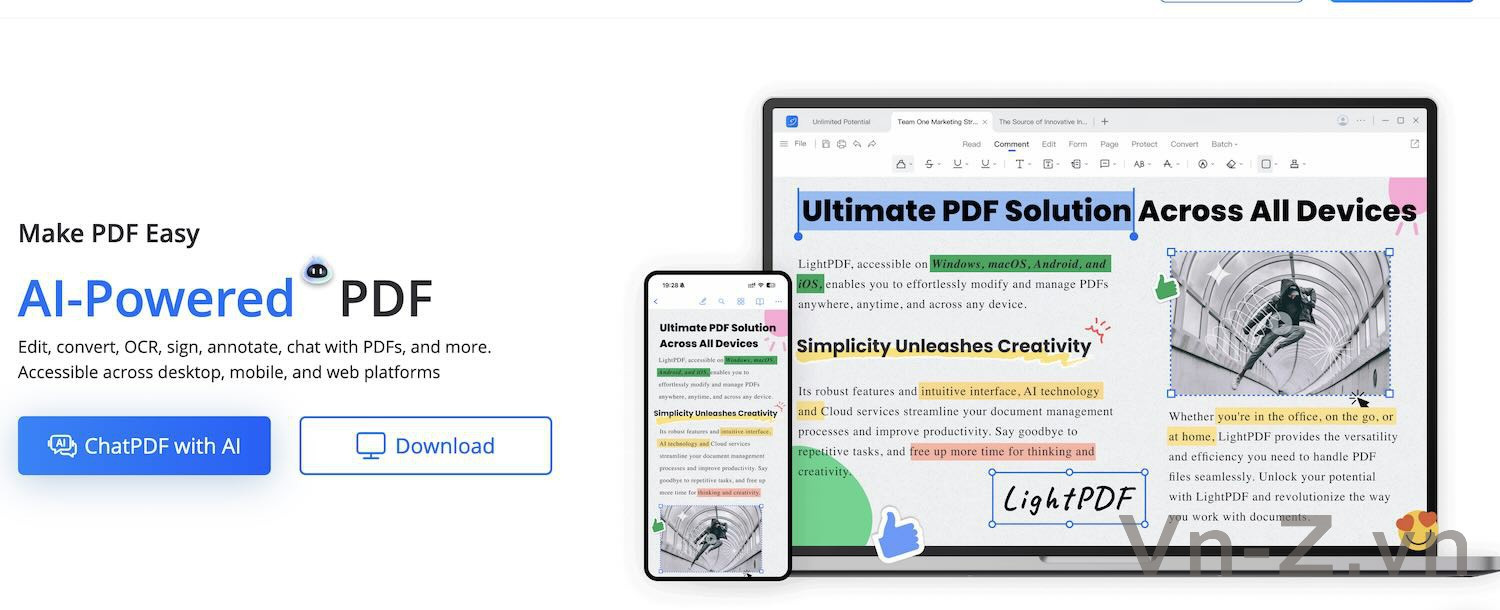 Make PDF Easy
AI-Powered PDF
Edit, convert, OCR, sign, annotate, chat with PDFs, and more.
Accessible across desktop, mobile, and web platforms
AI ChatPDF with AI
Download
19:28
Ultimate PDF Solution
Across All Devices
LightPDF, accessible on Windows, macOS,
Android, and iOS, enables you to
effortlessly modify and manage PDFs
anywhere, anytime, and across any device.
Simplicity Unleashes Creativity
Its robust features and intuitive interface,
AI technology and Cloud services
streamline your document management
processes and improve productivity. Say
goodbye to repetitive tasks, and free up
more time for thinking and creativity.
Unlimited Potential
Team One Marketing Str...
The Source of Innovative In...
File
Read Comment Edit Form Page Protect Convert Batch
Ultimate PDF Solution Across All Devices
LightPDF, accessible on Windows, macOS, Android, and
iOS, enables you to effortlessly modify and manage PDFs
anywhere, anytime, and across any device.
Simplicity Unleashes Creativity
Its robust features and intuitive interface, AI technology
and Cloud services streamline your document management
processes and improve productivity. Say goodbye to
repetitive tasks, and free up more time for thinking and
creativity.
LightPDF
Whether you're in the office, on the go, or
at home, LightPDF provides the versatility
and efficiency you need to handle PDF
files seamlessly. Unlock your potential
with LightPDF and revolutionize the way
you work with documents.
Vn-Z.vn